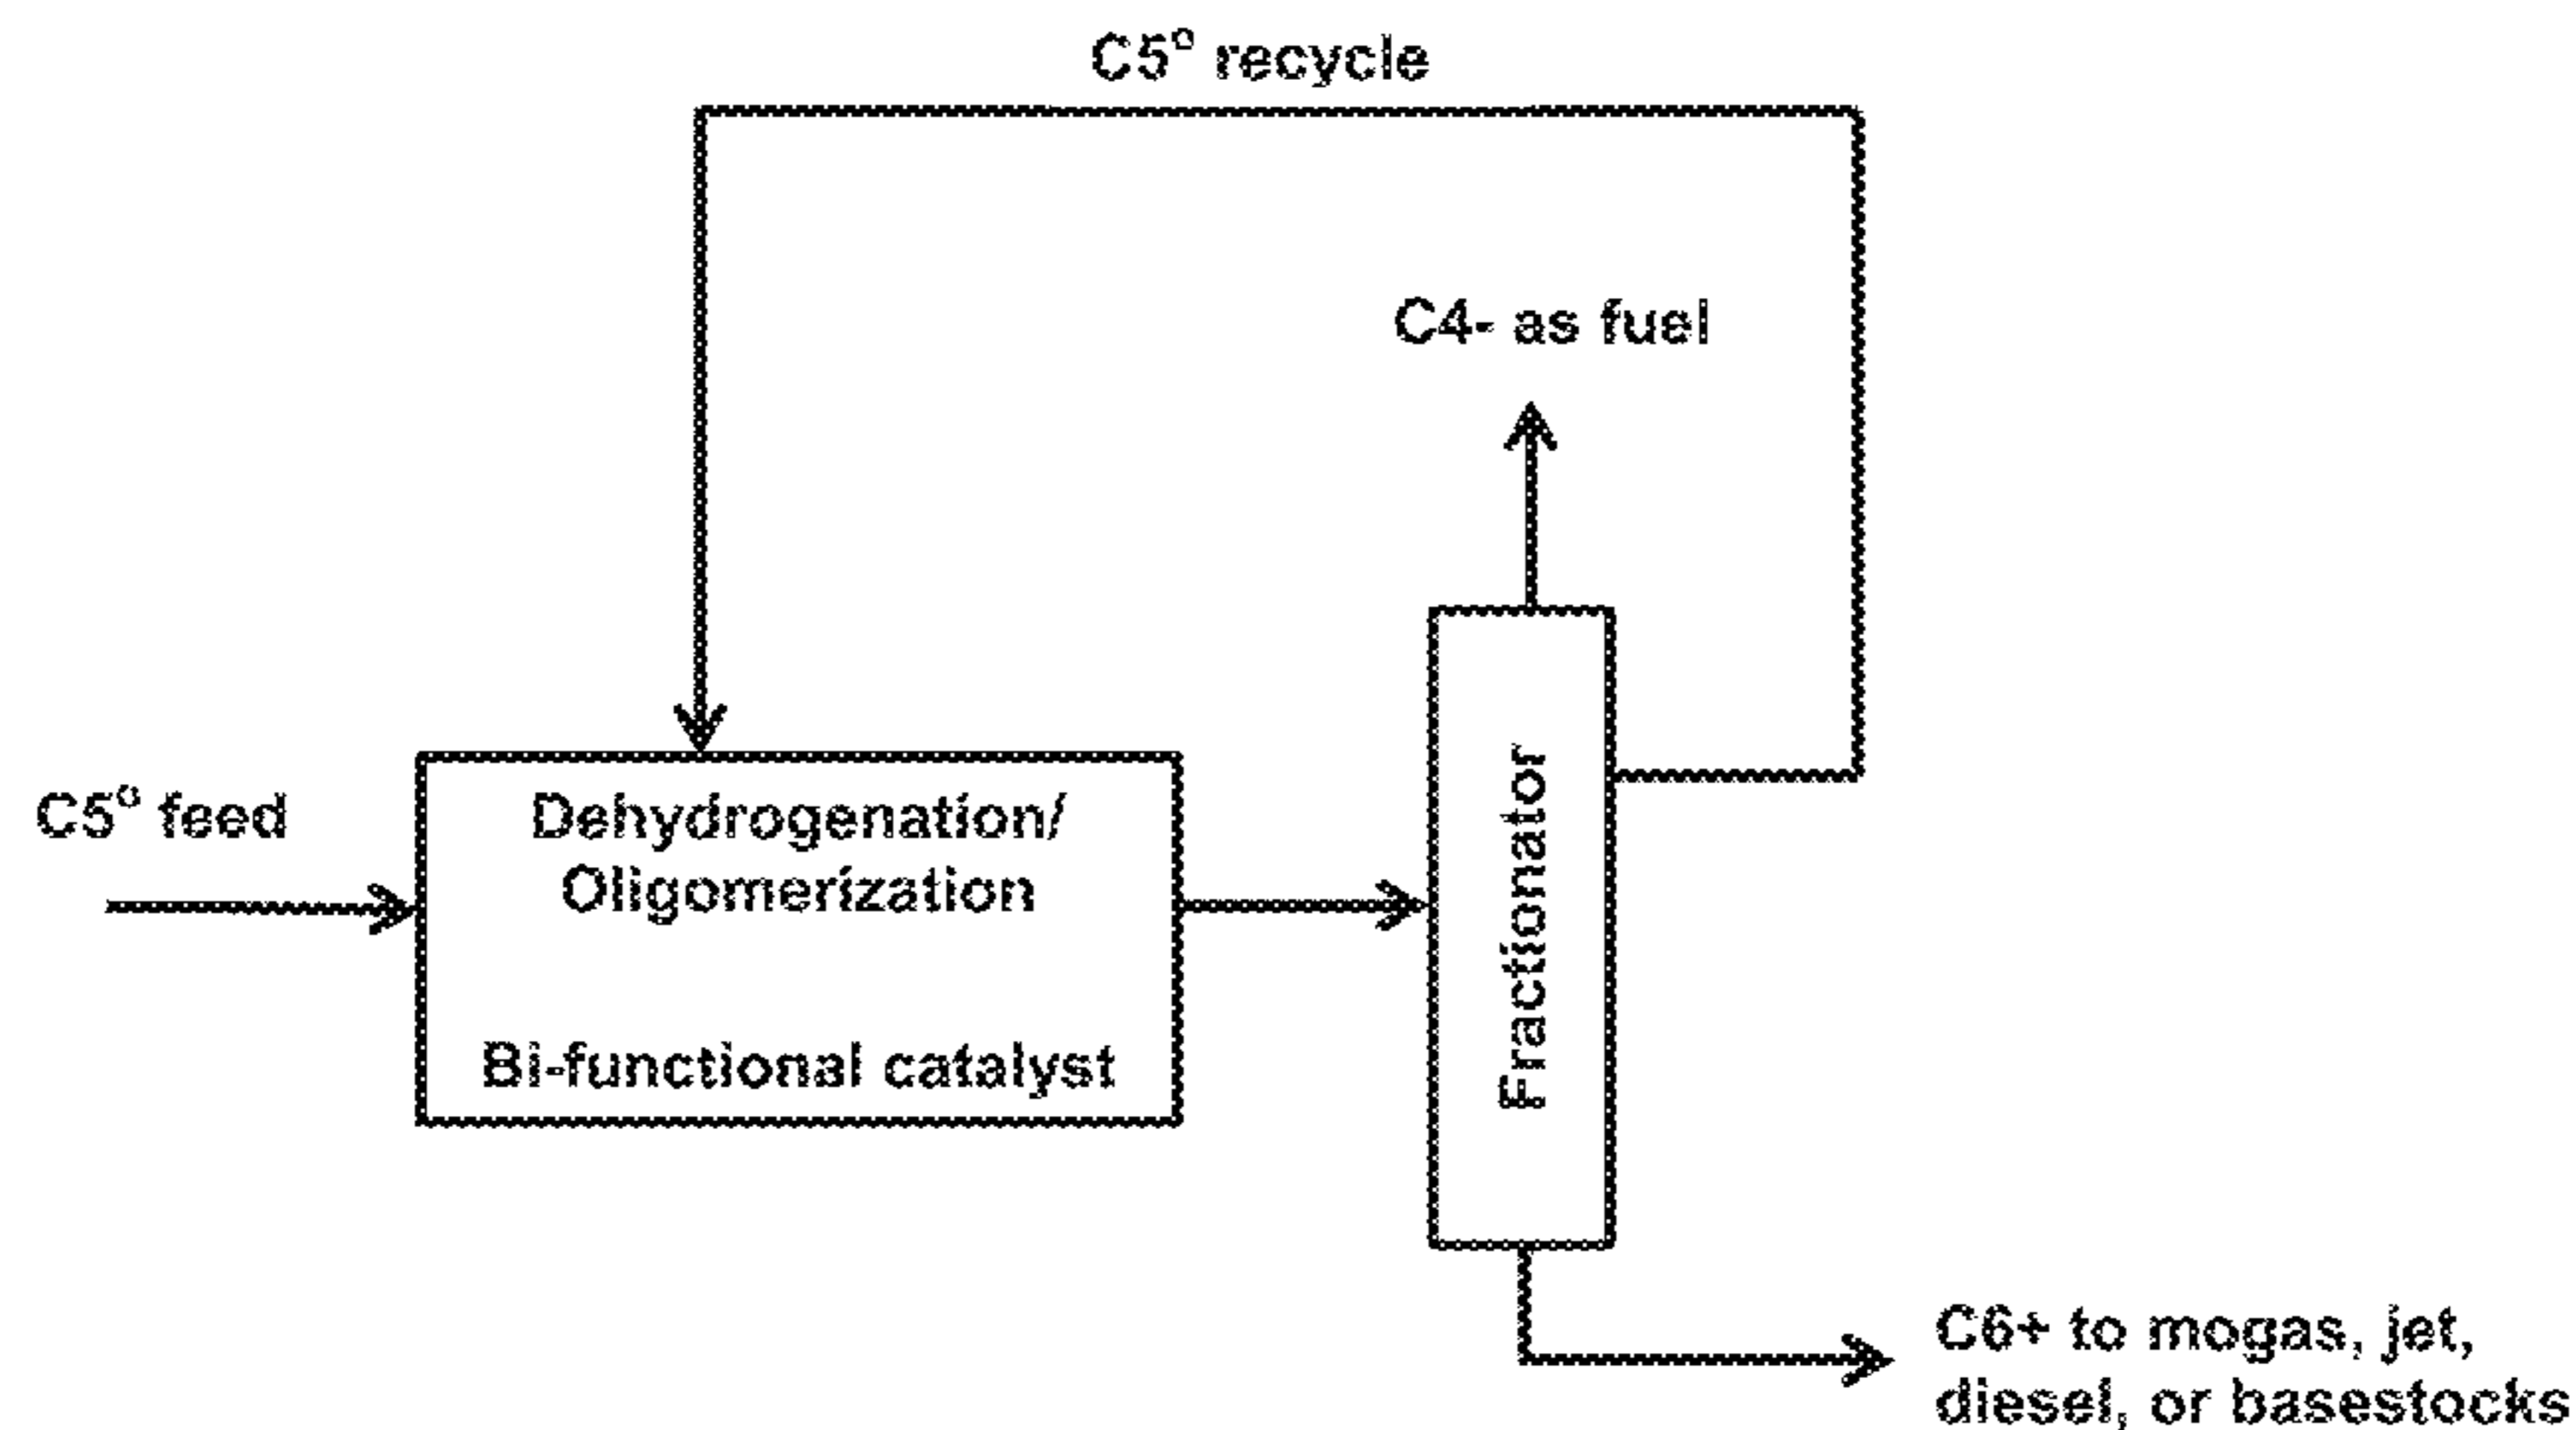 C5° recycle
C4- as fuel
C5° feed
Dehydrogenation/
Oligomerization
Bi-functional catalyst
Fractionator
C6+ to mogas, jet,
diesel, or basestocks